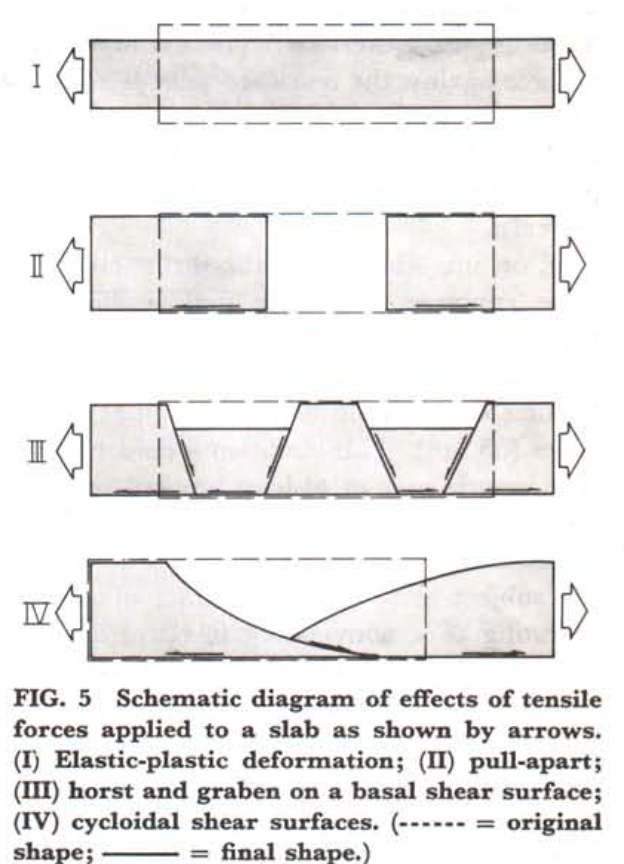 I
II
III
IV
FIG. 5 Schematic diagram of effects of tensile
forces applied to a slab as shown by arrows.
(I) Elastic-plastic deformation; (II) pull-apart;
(III) horst and graben on a basal shear surface;
(IV) cycloidal shear surfaces. (------ = original
shape; ——— = final shape.)